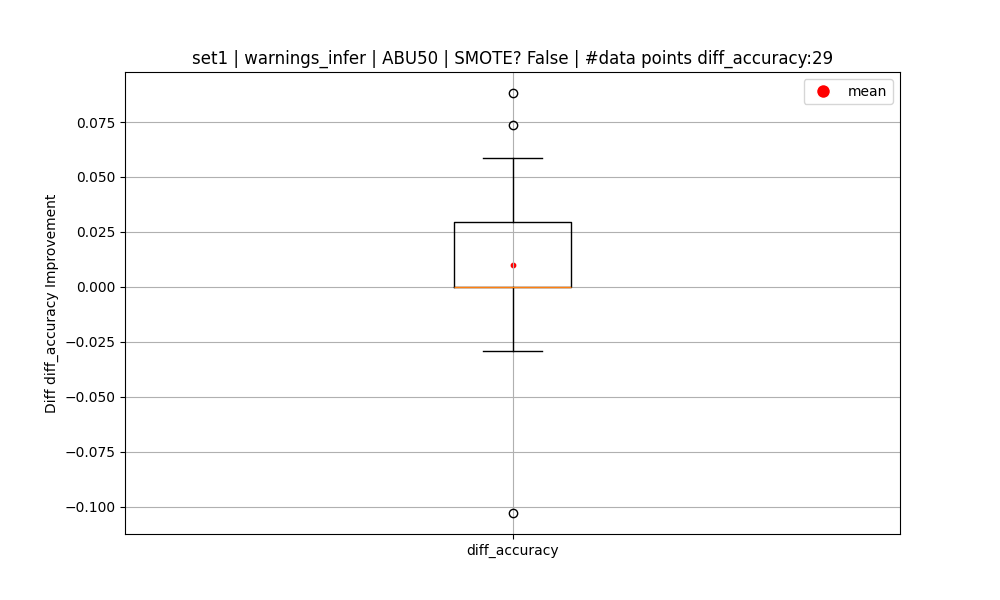 set1 | warnings_infer | ABU50 | SMOTE? False | #data points diff_accuracy:29
mean
Diff diff_accuracy Improvement
0.075
0.050
0.025
0.000
−0.025
−0.050
−0.075
−0.100
diff_accuracy